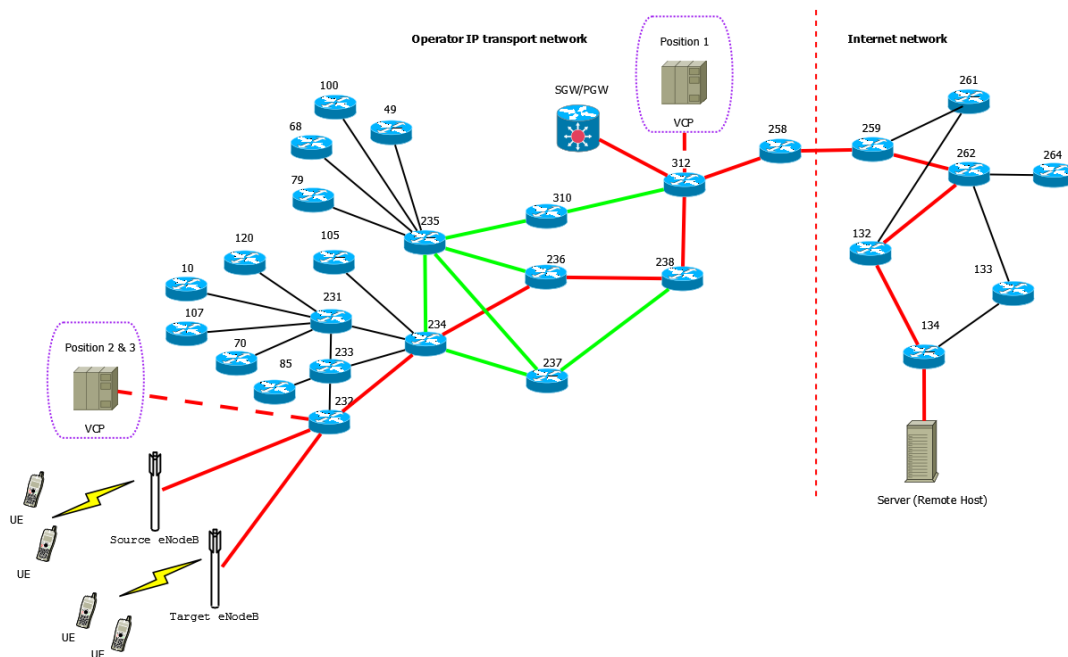 Operator IP transport network
Internet network
Position 1
VCP
SGW/PGW
100
49
68
79
235
310
312
258
259
261
262
264
120
105
10
107
231
70
85
233
234
232
236
238
237
132
133
134
Position 2 & 3
VCP
UE
UE
Source eNodeB
UE
UE
Target eNodeB
Server (Remote Host)